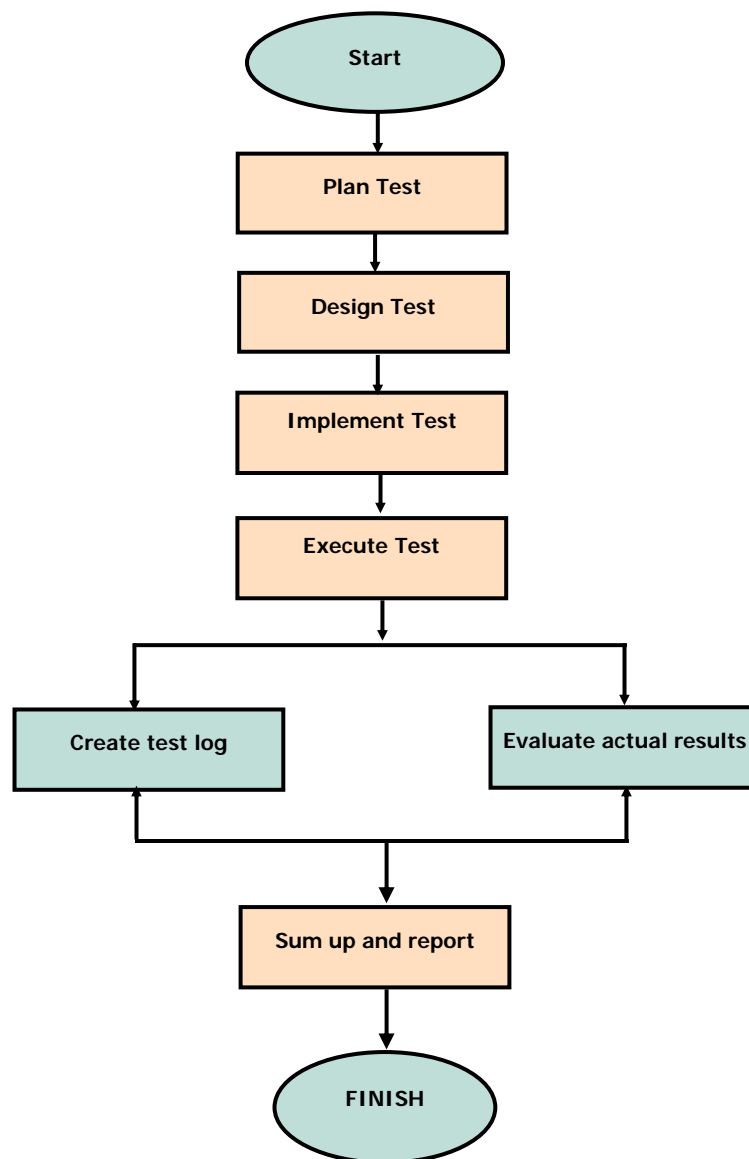 Start
Plan Test
Design Test
Implement Test
Execute Test
Create test log
Evaluate actual results
Sum up and report
FINISH